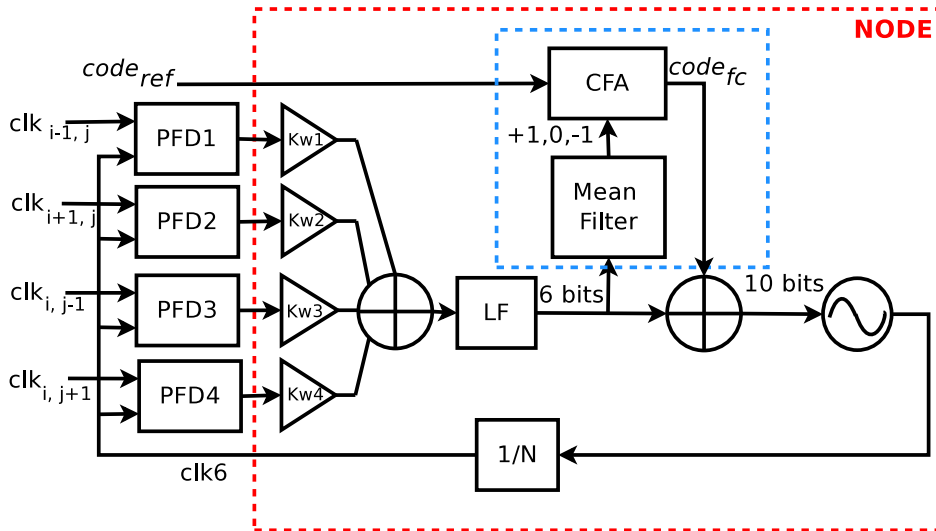 NODE
code_ref
CFA
code_fc
clk i-1, j
PFD1
Kw1
+1,0,-1
Mean
Filter
clk i+1, j
PFD2
Kw2
clk i, j-1
PFD3
Kw3
LF
6 bits
10 bits
clk i, j+1
PFD4
Kw4
1/N
clk6